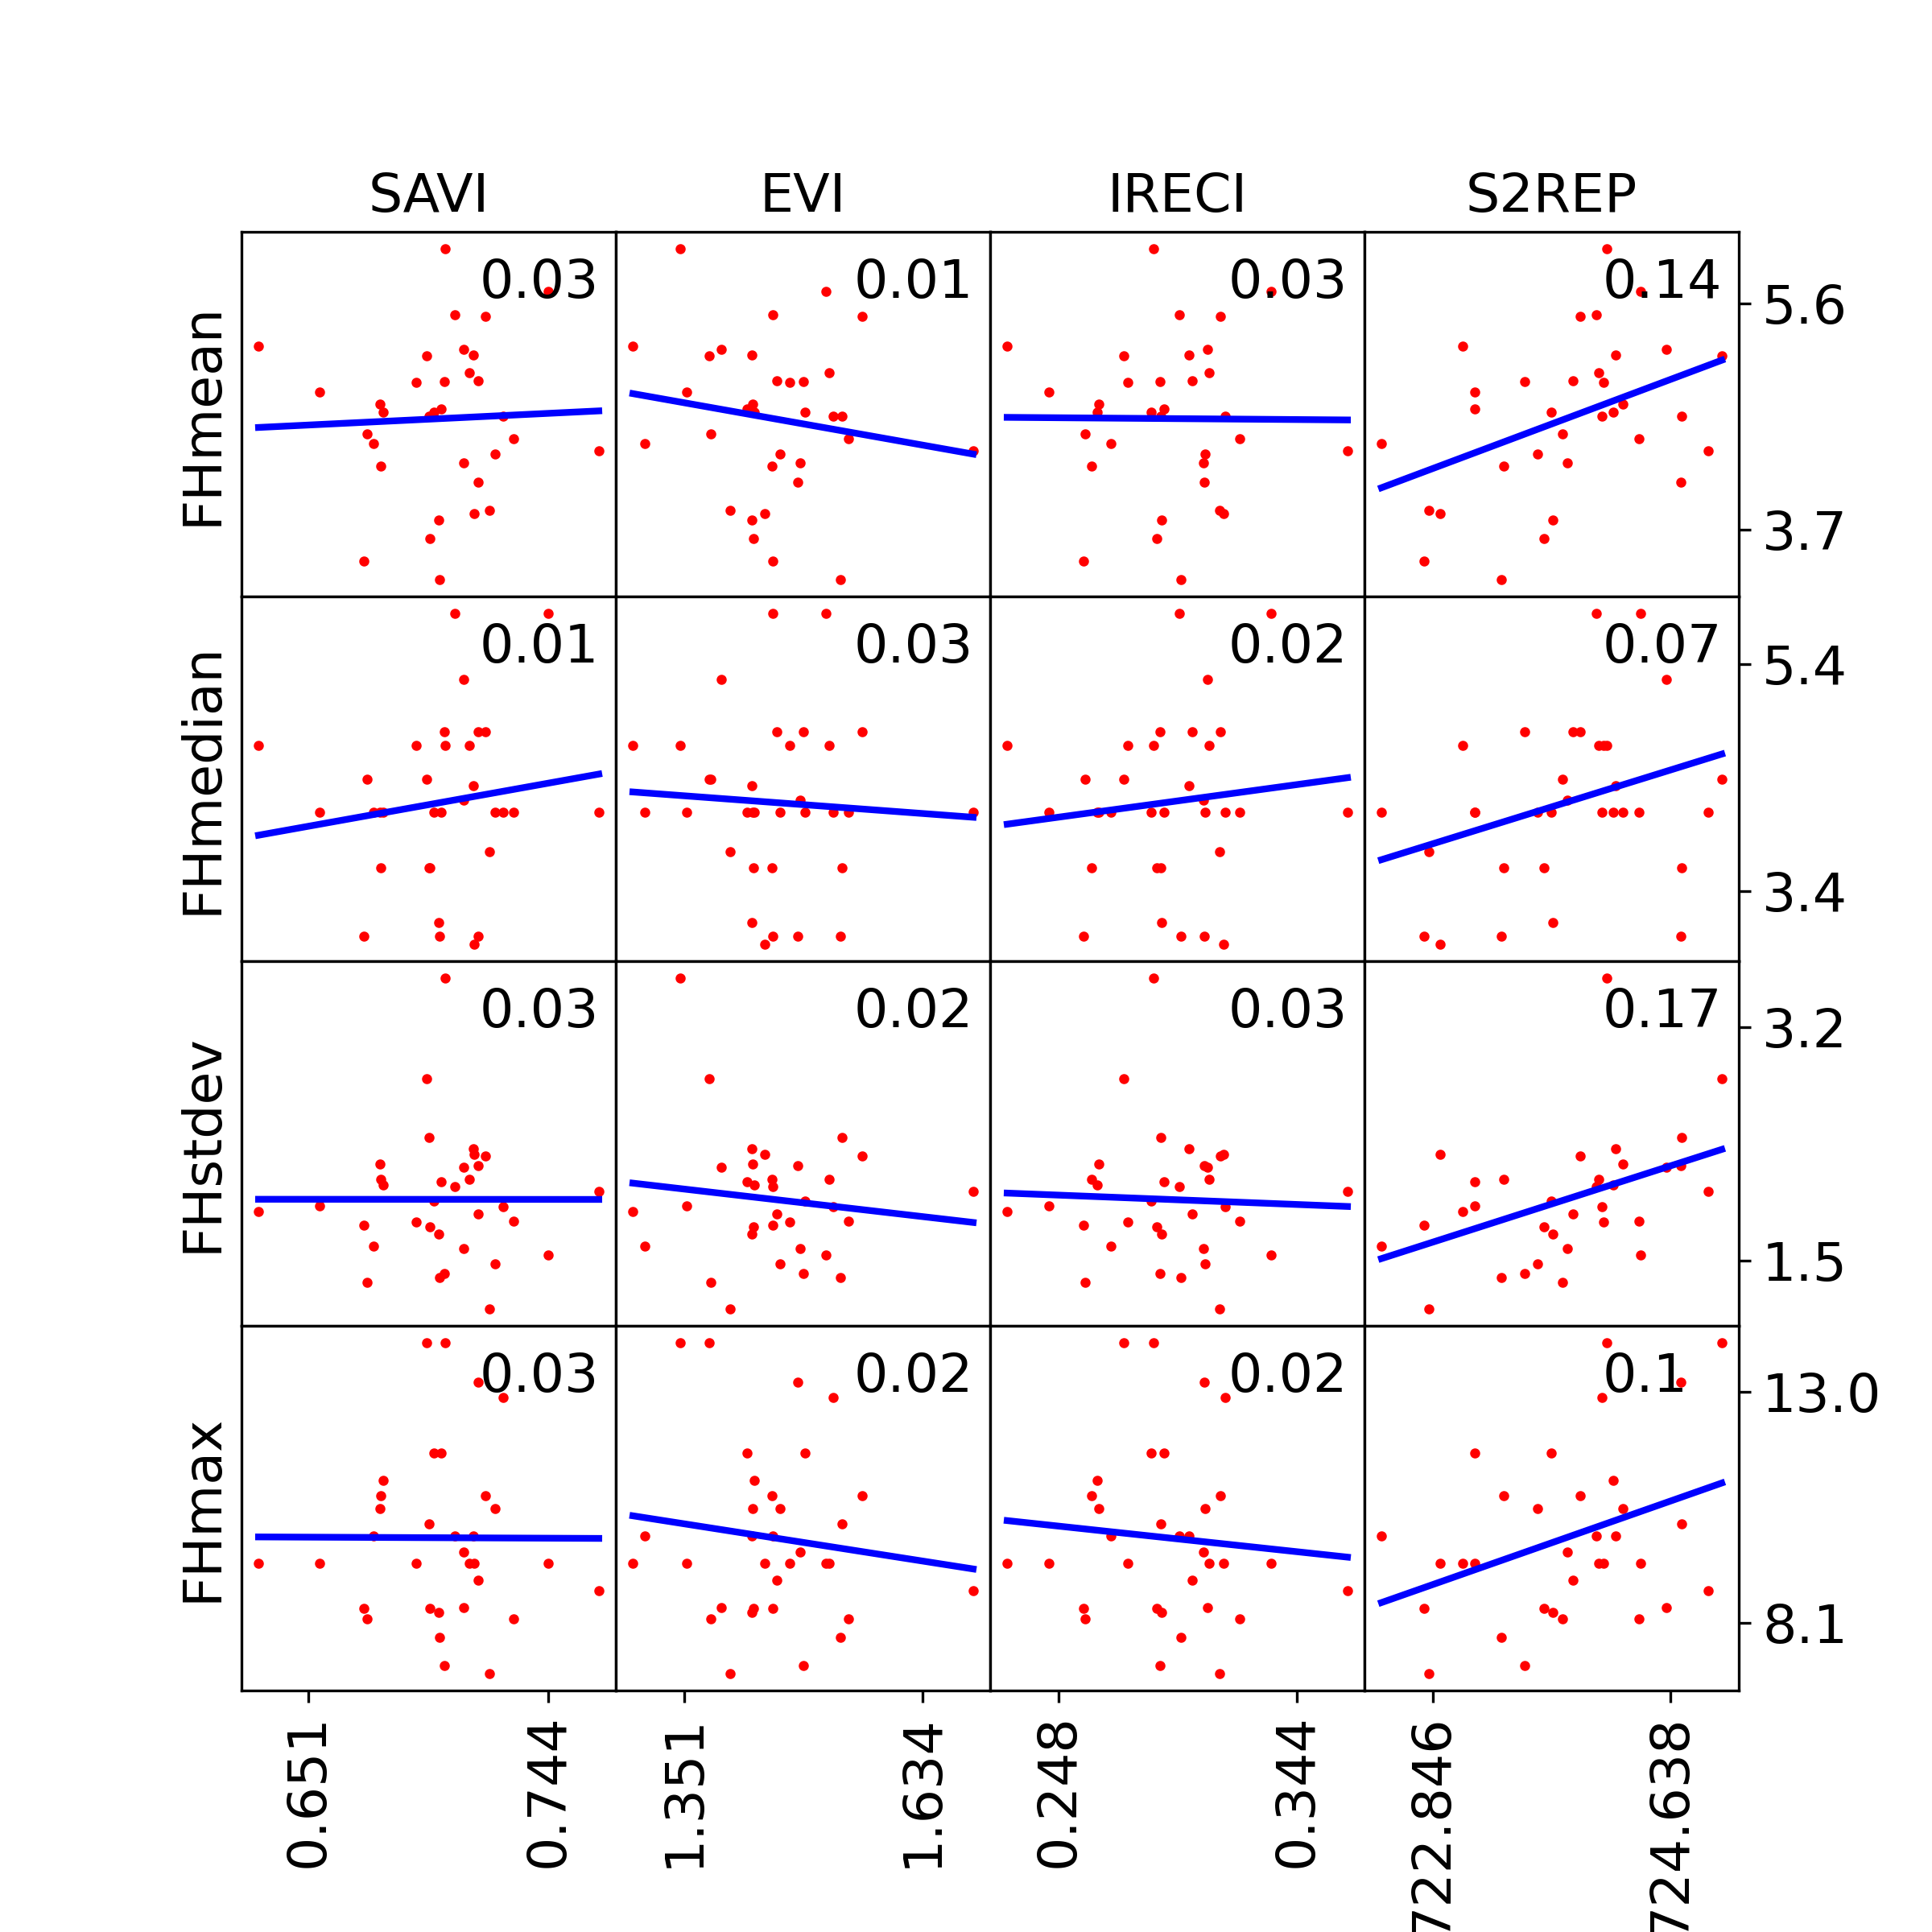 SAVI EVI IRECI S2REP
FHmean 0.03 0.01 0.03 0.14 5.6
3.7
FHmedian 0.01 0.03 0.02 0.07 5.4
3.4
FHstdev 0.03 0.02 0.03 0.17 3.2
1.5
FHmax 0.03 0.02 0.02 0.1 13.0
8.1
0.651 0.744 1.351 1.634 0.248 0.344 722.846 724.638